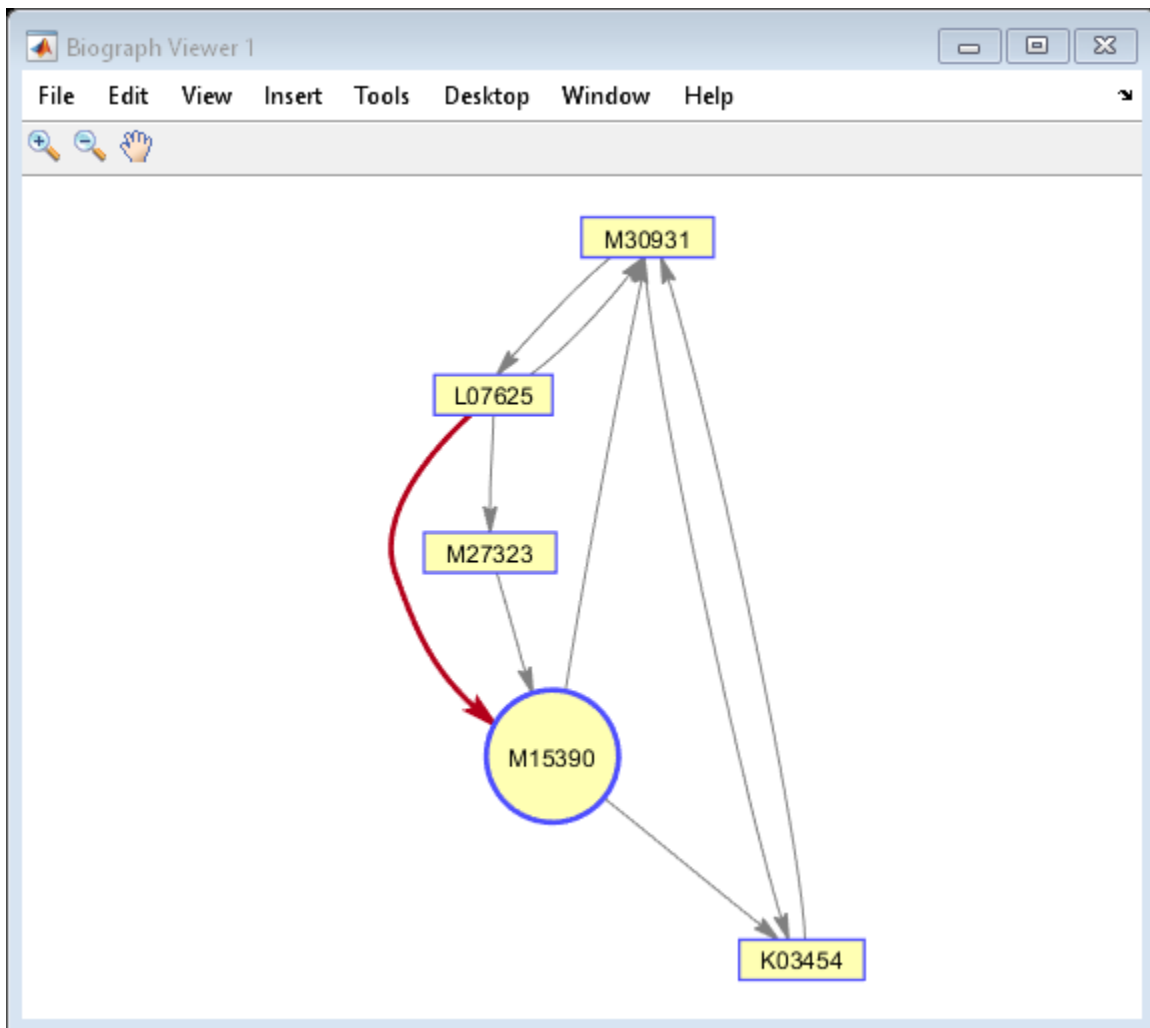 Biograph Viewer 1
File Edit View Insert Tools Desktop Window Help
M30931
L07625
M27323
M15390
K03454